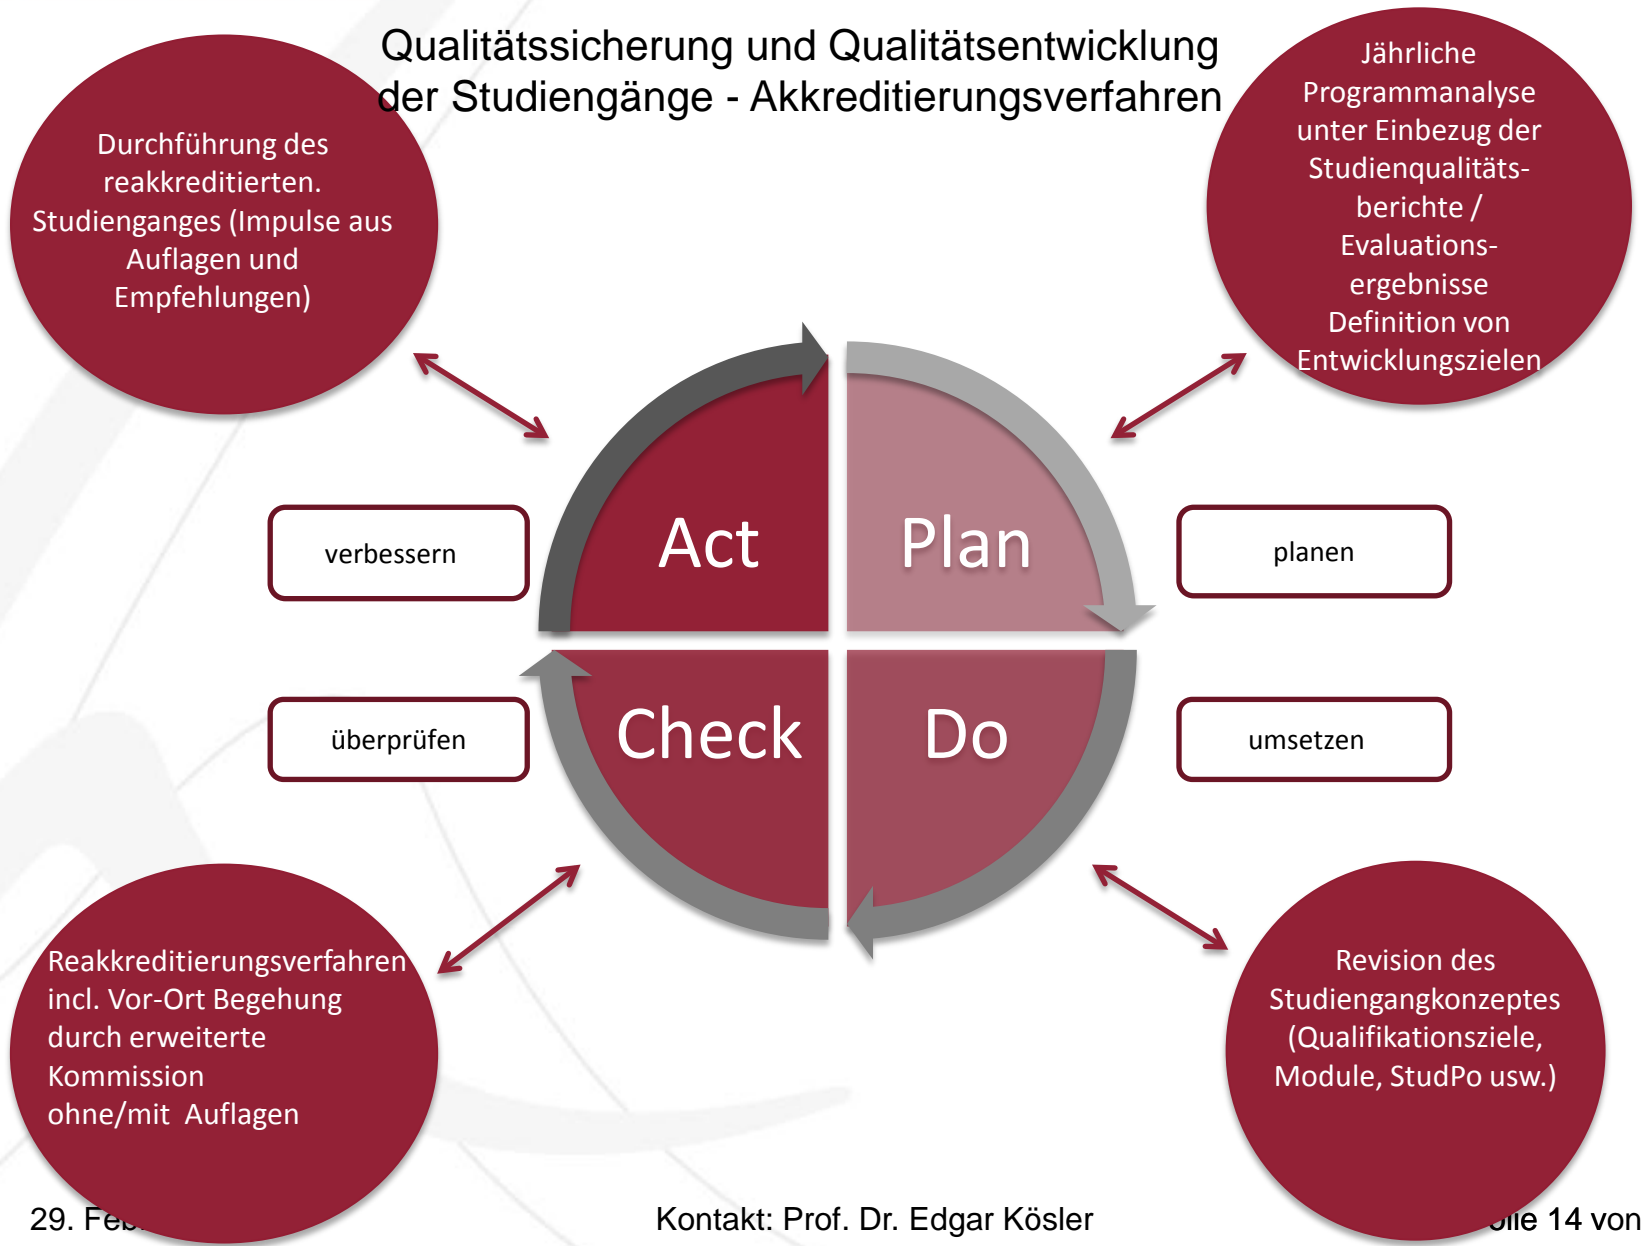 Qualitätssicherung und Qualitätsentwicklung
der Studiengänge - Akkreditierungsverfahren
Durchführung des
reakkreditierten.
Studienganges (Impulse aus
Auflagen und
Empfehlungen)
Jährliche
Programmanalyse
unter Einbezug der
Studienqualitäts-
berichte /
Evaluations-
ergebnisse
Definition von
Entwicklungszielen
Act
Plan
verbessern
planen
Check
Do
überprüfen
umsetzen
Reakkreditierungsverfahren
incl. Vor-Ort Begehung
durch erweiterte
Kommission
ohne/mit Auflagen
Revision des
Studiengangkonzeptes
(Qualifikationsziele,
Module, StudPo usw.)
29.
Kontakt: Prof. Dr. Edgar Kösler
14 von